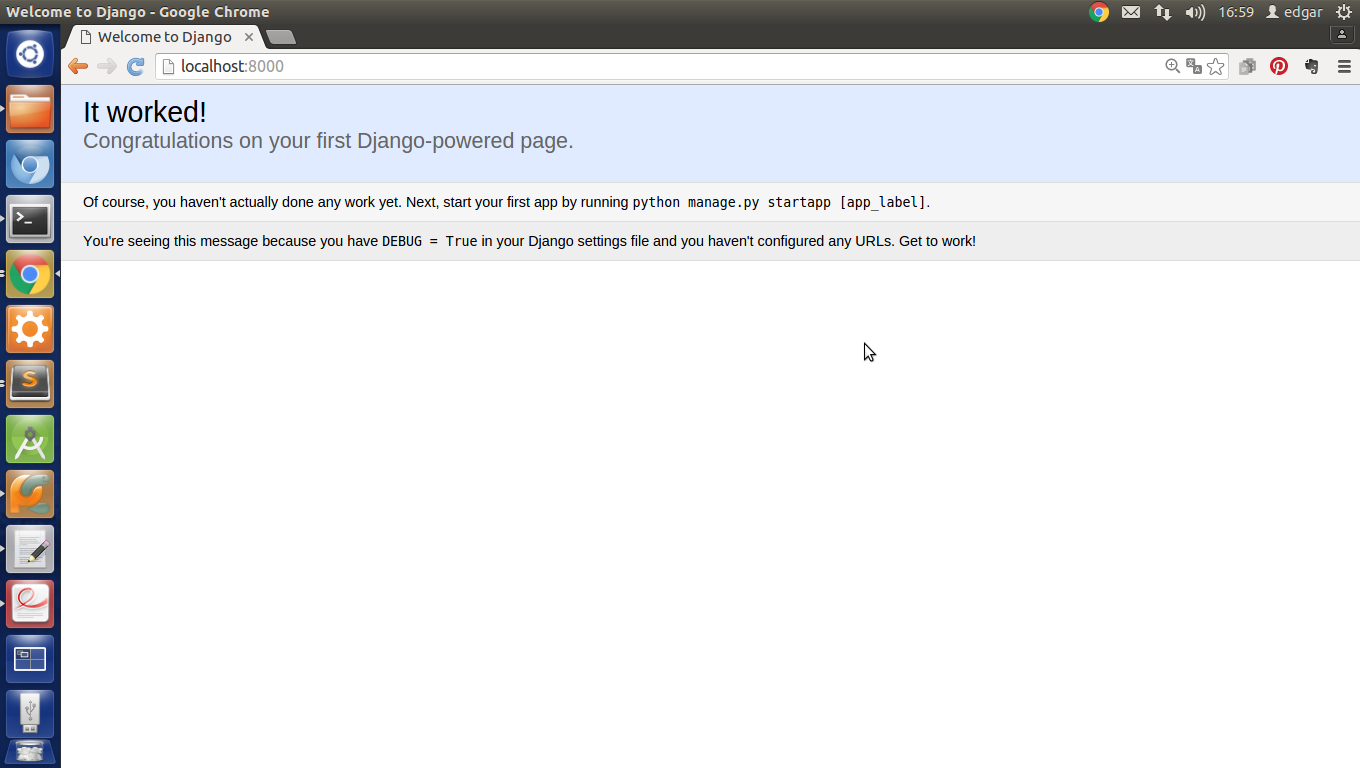 Welcome to Django - Google Chrome
16:59 edgar
Welcome to Django
localhost:8000
It worked!
Congratulations on your first Django-powered page.
Of course, you haven't actually done any work yet. Next, start your first app by running python manage.py startapp [app_label].
You're seeing this message because you have DEBUG = True in your Django settings file and you haven't configured any URLs. Get to work!